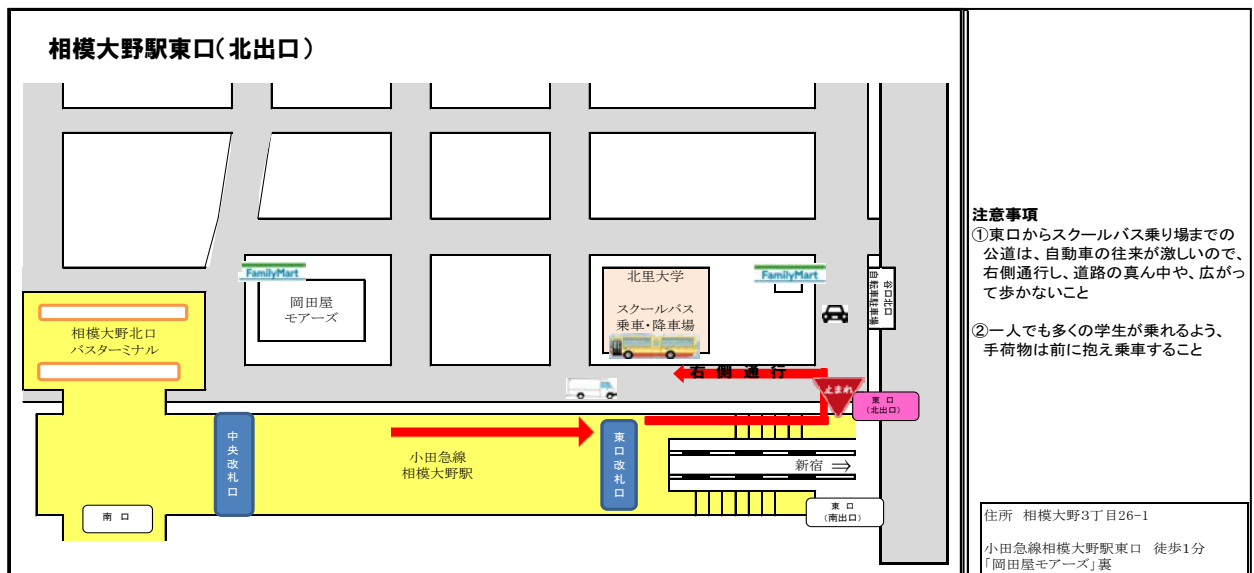 相模大野駅東口(北出口)
FamilyMart
岡田屋
モアーズ
北里大学
スクールバス
乗車・降車場
FamilyMart
谷口北口
自転車駐車場
相模大野北口
バスターミナル
右側通行
止まれ
東 口
(北出口)
中央改札口
小田急線
相模大野駅
東口改札口
新宿 ⇒
南 口
東 口
(南出口)
注意事項
①東口からスクールバス乗り場までの
公道は、自動車の往来が激しいので、
右側通行し、道路の真ん中や、広がっ
て歩かないこと
②一人でも多くの学生が乗れるよう、
手荷物は前に抱え乗車すること
住所 相模大野3丁目26-1
小田急線相模大野駅東口 徒歩1分
「岡田屋モアーズ」裏